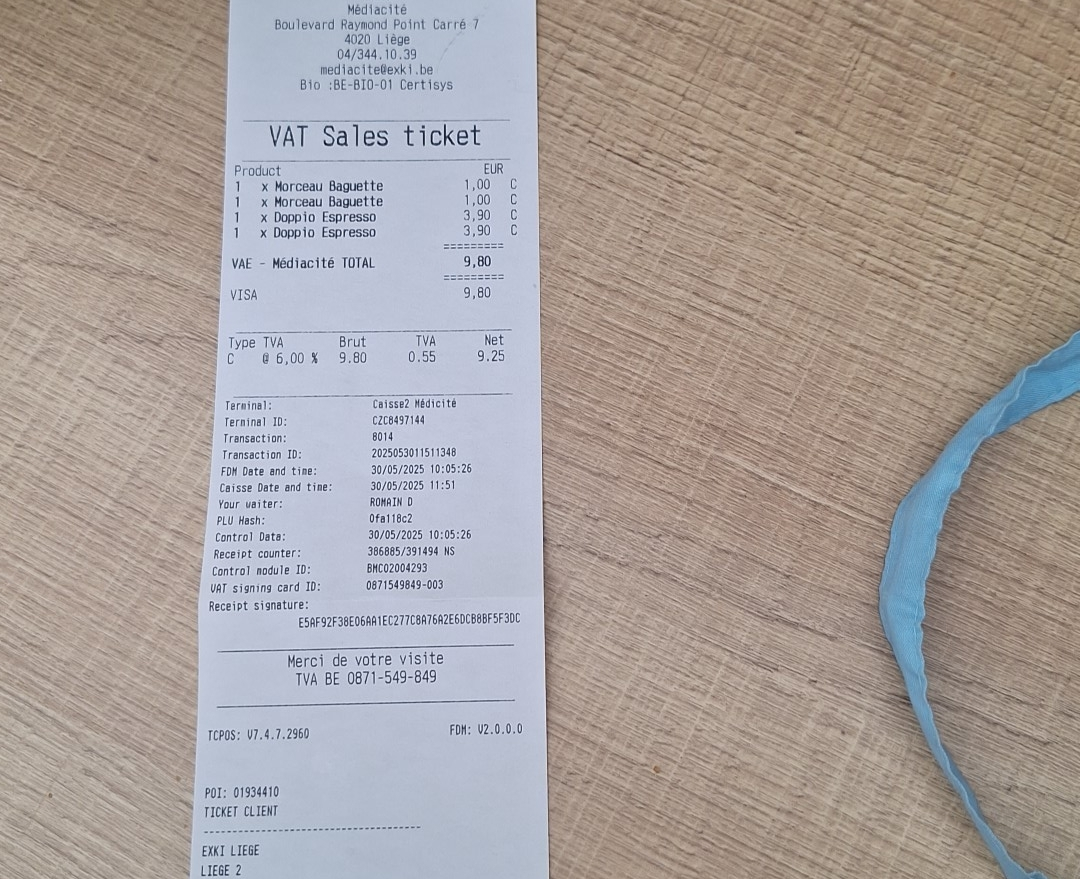 Médiacité
Boulevard Raymond Point Carré 7
4020 Liège
04/344.10.39
mediacite@exki.be
Bio :BE-BIO-01 Certisys
VAT Sales ticket
Product EUR
1 x Morceau Baguette 1,00 C
1 x Morceau Baguette 1,00 C
1 x Doppio Espresso 3,90 C
1 x Doppio Espresso 3,90 C
=========
VAE - Médiacité TOTAL 9,80
=========
VISA 9,80
Type TVA Brut TVA Net
C @ 6,00 % 9.80 0.55 9.25
Terminal: Caisse2 Médicité
Terminal ID: CZC8497144
Transaction: 8014
Transaction ID: 2025053011511348
FDM Date and time: 30/05/2025 10:05:26
Caisse Date and time: 30/05/2025 11:51
Your waiter: ROMAIN D
PLU Hash: 0fa118c2
Control Data: 30/05/2025 10:05:26
Receipt counter: 386885/391494 NS
Control module ID: BMC02004293
VAT signing card ID: 0871549849-003
Receipt signature:
E5AF92F38E06AA1EC277C8A76A2E6DCB8BF5F3DC
Merci de votre visite
TVA BE 0871-549-849
TCPOS: V7.4.7.2960 FDM: V2.0.0.0
POI: 01934410
TICKET CLIENT
--------------------------------
EXKI LIEGE
LIEGE 2